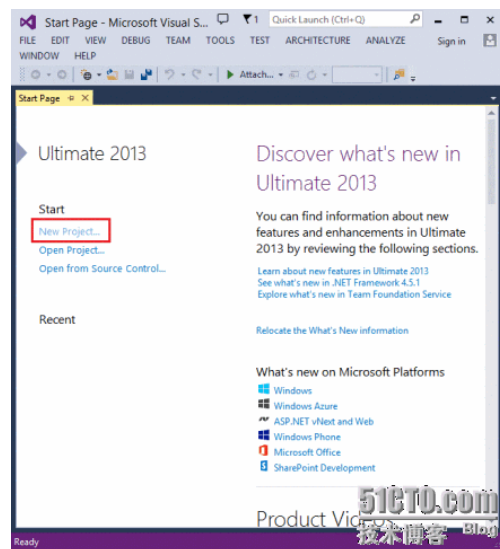 Start Page - Microsoft Visual S... 1 Quick Launch (Ctrl+Q)
FILE EDIT VIEW DEBUG TEAM TOOLS TEST ARCHITECTURE ANALYZE Sign in
WINDOW HELP
Attach...
Start Page
Ultimate 2013
Start
New Project...
Open Project...
Open from Source Control...
Recent
Discover what's new in
Ultimate 2013
You can find information about new
features and enhancements in Ultimate
2013 by reviewing the following sections.
Learn about new features in Ultimate 2013
See what's new in .NET Framework 4.5.1
Explore what's new in Team Foundation Service
Relocate the What's New information
What's new on Microsoft Platforms
Windows
Windows Azure
ASP.NET vNext and Web
Windows Phone
Microsoft Office
SharePoint Development
Product Videos
51CTO.com
技术博客 Blog
Ready